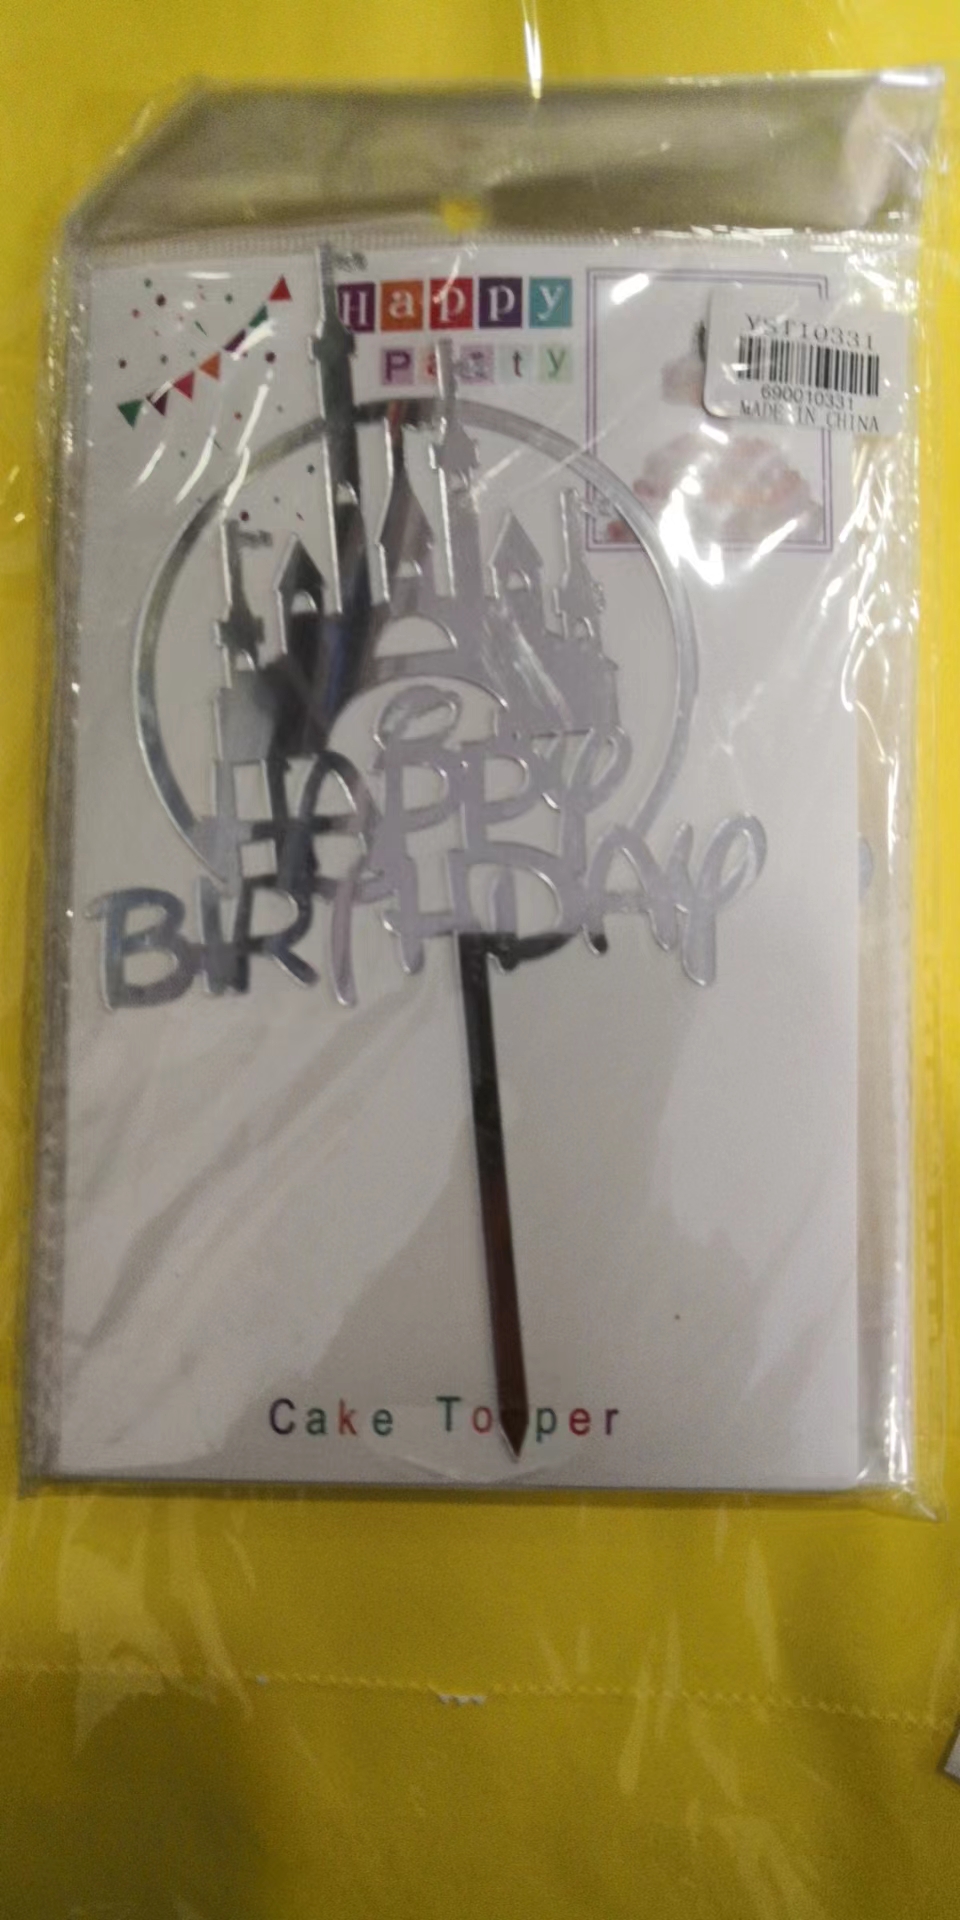 Happy
Party
YST10331
690010331
MADE IN CHINA
HAPPY
BIRTHDAY
Cake Topper